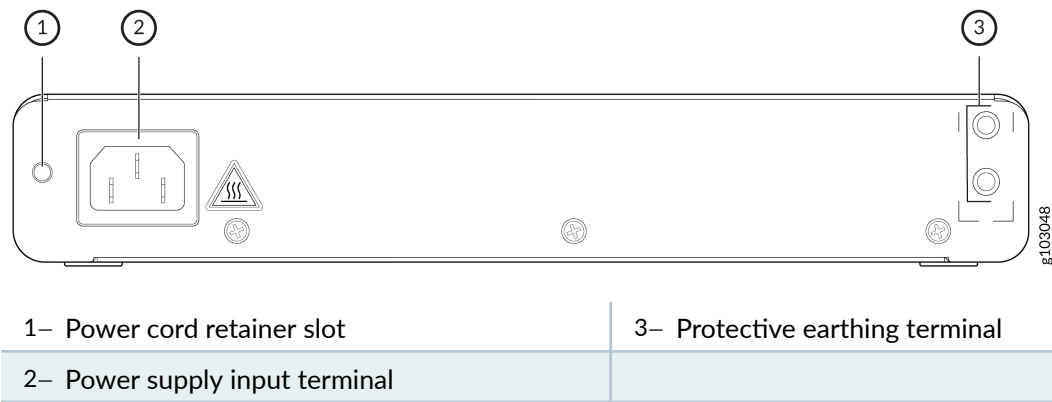 1 2 3
g103048
1– Power cord retainer slot
3– Protective earthing terminal
2– Power supply input terminal